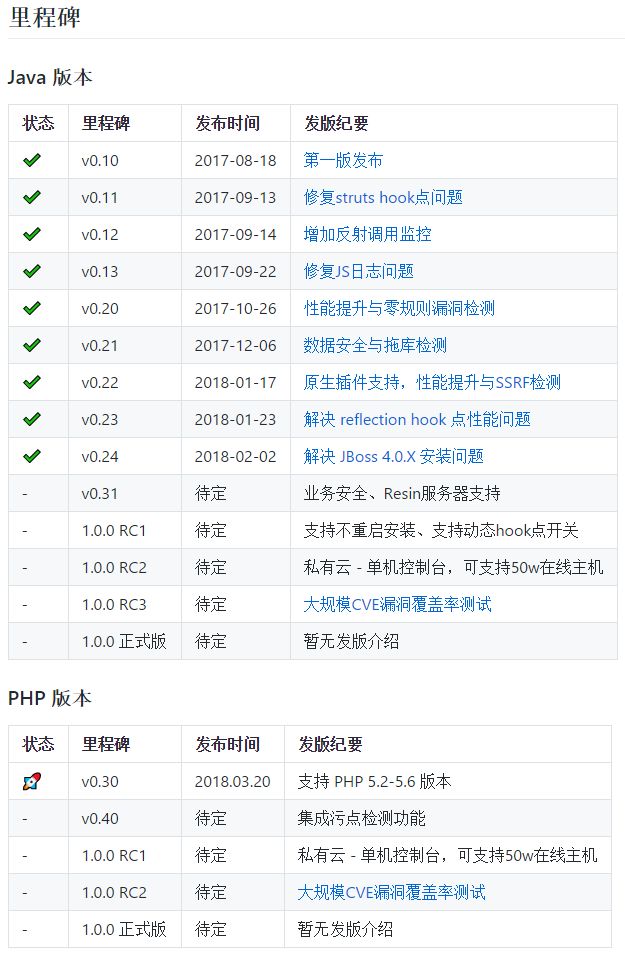 里程碑
Java 版本
状态 里程碑 发布时间 发版纪要
v0.10 2017-08-18 第一版发布
v0.11 2017-09-13 修复struts hook点问题
v0.12 2017-09-14 增加反射调用监控
v0.13 2017-09-22 修复JS日志问题
v0.20 2017-10-26 性能提升与零规则漏洞检测
v0.21 2017-12-06 数据安全与拖库检测
v0.22 2018-01-17 原生插件支持，性能提升与SSRF检测
v0.23 2018-01-23 解决 reflection hook 点性能问题
v0.24 2018-02-02 解决 JBoss 4.0.X 安装问题
- v0.31 待定 业务安全、Resin服务器支持
- 1.0.0 RC1 待定 支持不重启安装、支持动态hook点开关
- 1.0.0 RC2 待定 私有云 - 单机控制台，可支持50w在线主机
- 1.0.0 RC3 待定 大规模CVE漏洞覆盖率测试
- 1.0.0 正式版 待定 暂无发版介绍
PHP 版本
状态 里程碑 发布时间 发版纪要
v0.30 2018.03.20 支持 PHP 5.2-5.6 版本
- v0.40 待定 集成污点检测功能
- 1.0.0 RC1 待定 私有云 - 单机控制台，可支持50w在线主机
- 1.0.0 RC2 待定 大规模CVE漏洞覆盖率测试
- 1.0.0 正式版 待定 暂无发版介绍